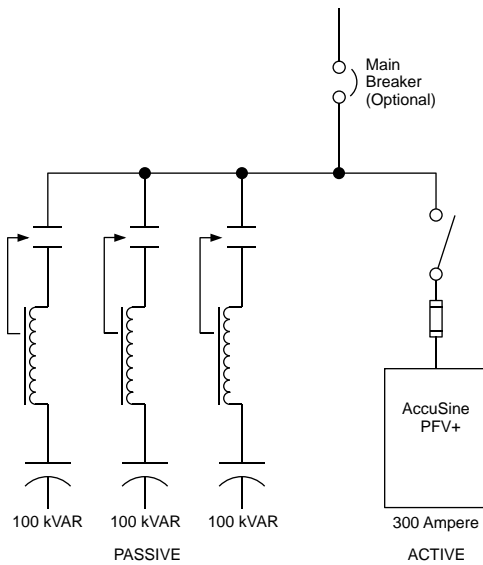 Main
Breaker
(Optional)
AccuSine
PFV+
100 kVAR 100 kVAR 100 kVAR 300 Ampere
PASSIVE ACTIVE